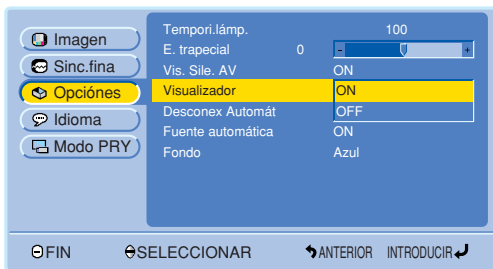 Imagen
Sinc.fina
Opciónes
Idioma
Modo PRY
Tempori.lámp. 100
E. trapecial 0 - +
Vis. Sile. AV ON
Visualizador ON
Desconex Automát OFF
Fuente automática ON
Fondo Azul
FIN SELECCIONAR ANTERIOR INTRODUCIR